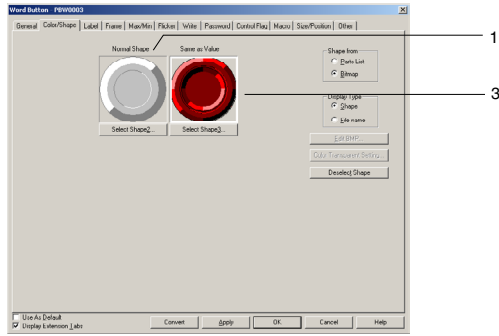 Word Button PBW0003
General Color/Shape Label Frame Max/Min Flicker Write Password Control Flag Macro Size/Position Other
1
Normal Shape Same as Value Shape from
Parts List
Bitmap
3
Display Type
Shape
File name
Select Shape2... Select Shape3...
Edit BMP...
Color Transparent Setting...
Deselect Shape
Use As Default
Display Extension Tabs
Convert Apply OK Cancel Help